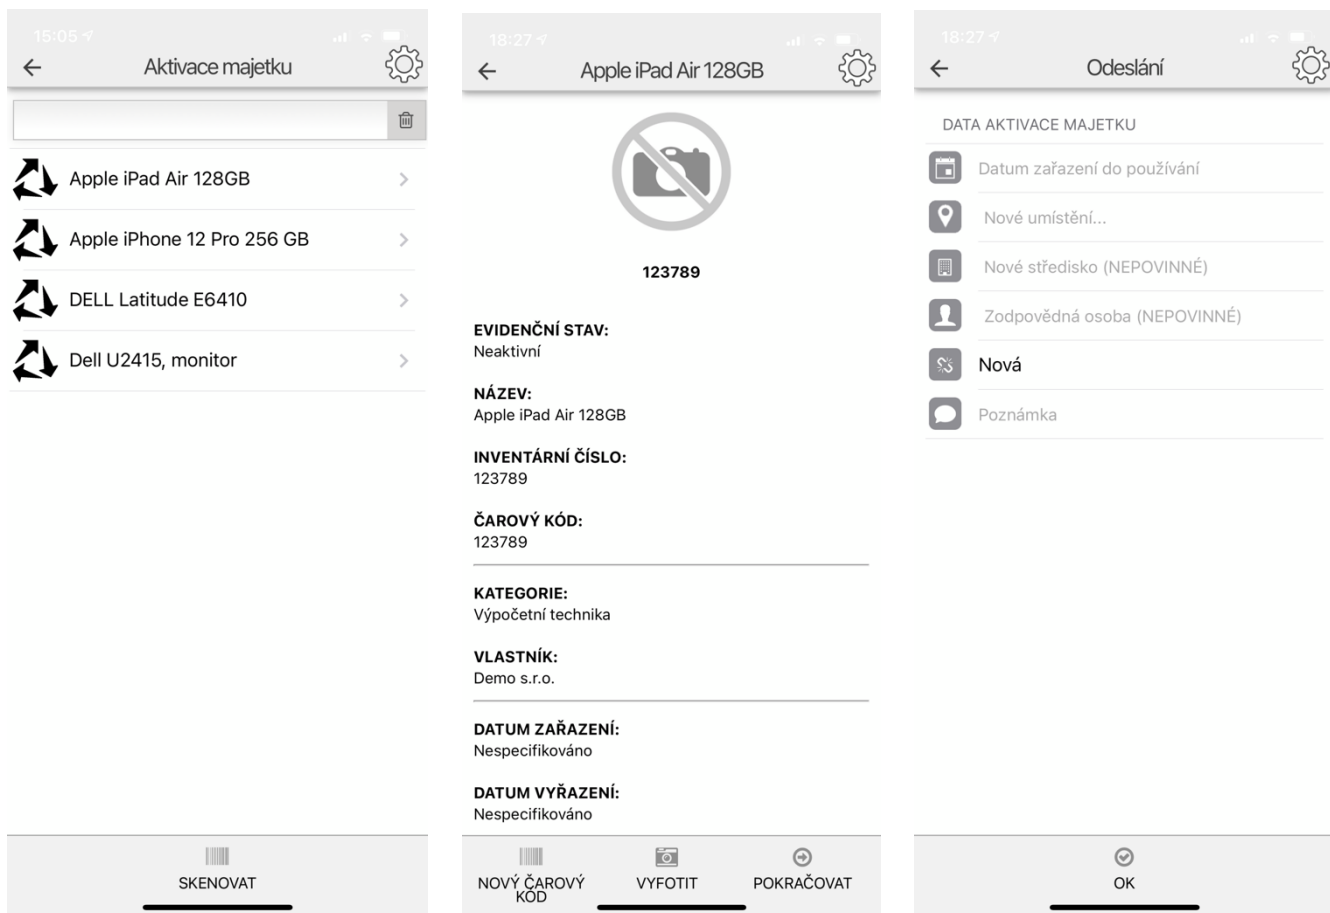 15:05
Aktivace majetku
Apple iPad Air 128GB
Apple iPhone 12 Pro 256 GB
DELL Latitude E6410
Dell U2415, monitor
SKENOVAT
18:27
Apple iPad Air 128GB
123789
EVIDENČNÍ STAV:
Neaktivní
NÁZEV:
Apple iPad Air 128GB
INVENTÁRNÍ ČÍSLO:
123789
ČAROVÝ KÓD:
123789
KATEGORIE:
Výpočetní technika
VLASTNÍK:
Demo s.r.o.
DATUM ZAŘAZENÍ:
Nespecifikováno
DATUM VYŘAZENÍ:
Nespecifikováno
NOVÝ ČAROVÝ
KÓD
VYFOTIT
POKRAČOVAT
18:27
Odeslání
DATA AKTIVACE MAJETKU
Datum zařazení do používání
Nové umístění...
Nové středisko (NEPOVINNÉ)
Zodpovědná osoba (NEPOVINNÉ)
Nová
Poznámka
OK